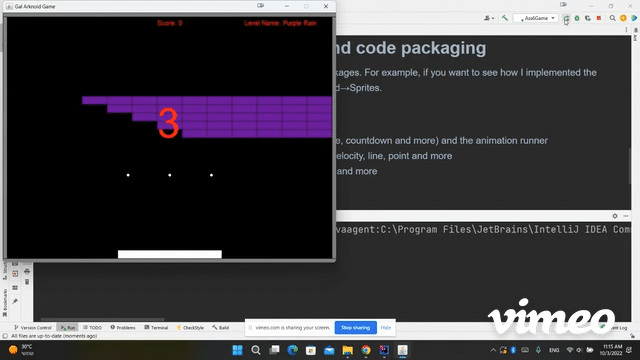 Gal Arknoid Game
Score: 0
Level Name: Purple Rain
3
Ass6Game
nd code packaging
kages. For example, if you want to see how I implemented the
d→Sprites.
e, countdown and more) and the animation runner
elocity, line, point and more
and more
vaagent:C:\Program Files\JetBrains\IntelliJ IDEA Com
Bookmarks
Version Control
Run
TODO
Problems
Terminal
CheckStyle
Build
All files are up-to-date (moments ago)
vimeo.com is sharing your screen.
Stop sharing
Hide
vimeo
30°C
ENG
11:15 AM
10/3/2022